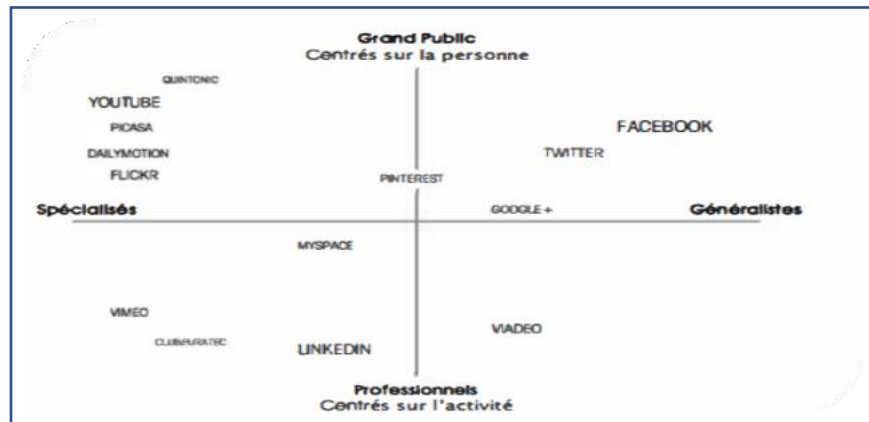 Grand Public
Centrés sur la personne
QUINTONIC
YOUTUBE
PICASA
FACEBOOK
DAILYMOTION
TWITTER
FLICKR
PINTEREST
Spécialisés
GOOGLE+
Généralistes
MYSPACE
VIMEO
VIADEO
LINKEDIN
Professionnels
Centrés sur l'activité